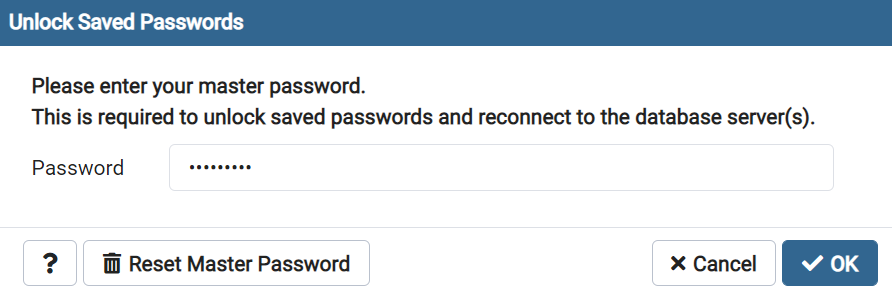 Unlock Saved Passwords
Please enter your master password.
This is required to unlock saved passwords and reconnect to the database server(s).
Password •••••••••
? Reset Master Password Cancel OK